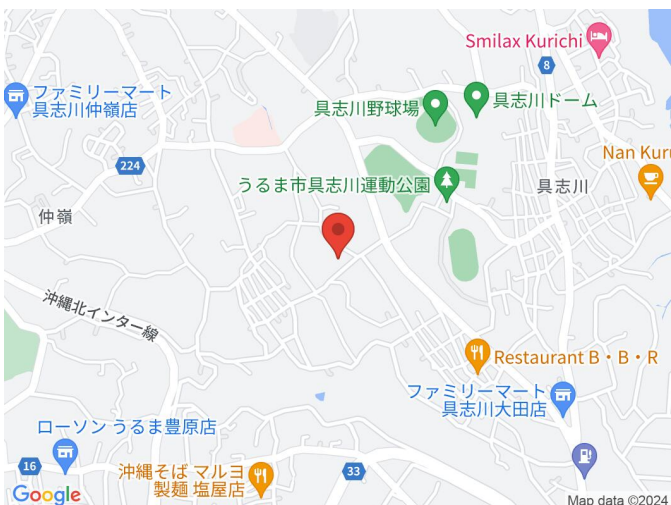 Smilax Kurichi
8
ファミリーマート
具志川仲嶺店
具志川野球場
具志川ドーム
Nan Kuru
224
うるま市具志川運動公園
具志川
仲嶺
沖縄北インター線
Restaurant B・B・R
ファミリーマート
具志川大田店
ローソン うるま豊原店
16
沖縄そば マルヨ
製麺 塩屋店
33
Google
Map data ©2024